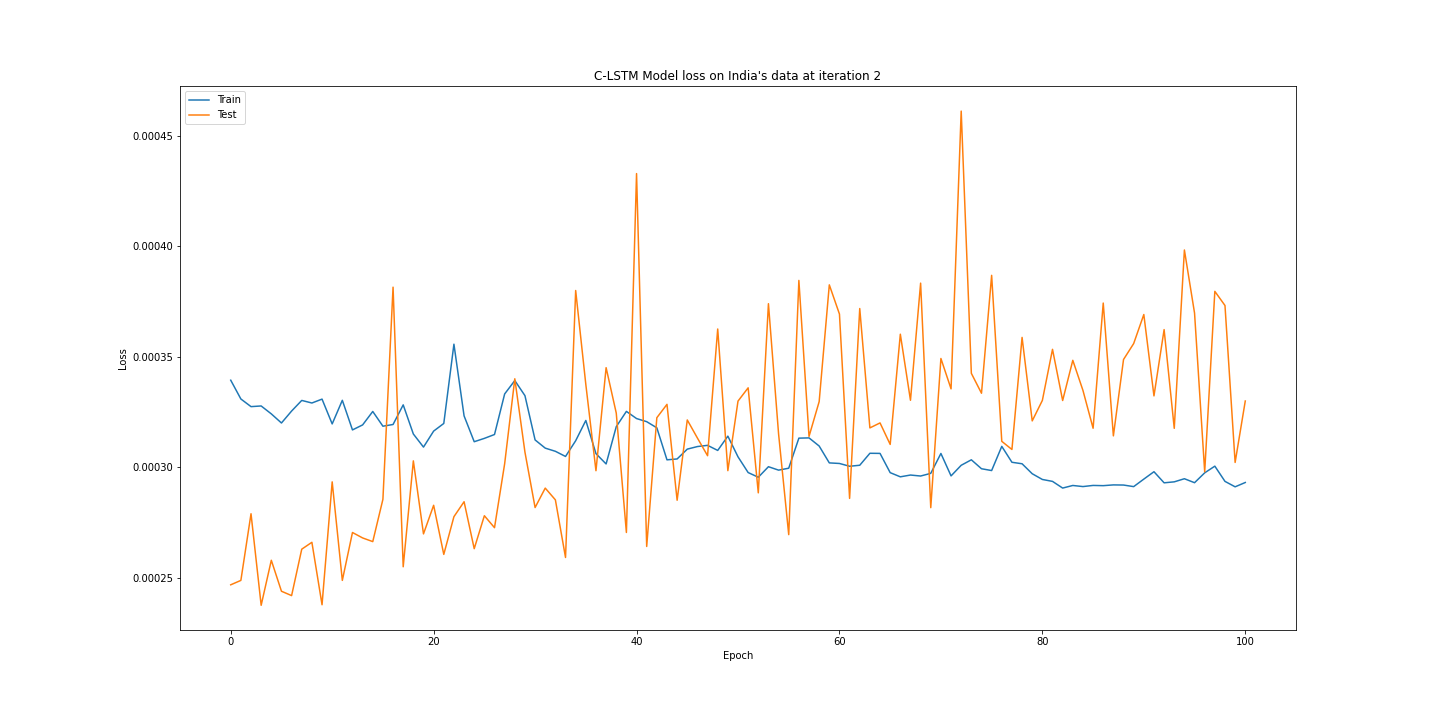 C-LSTM Model loss on India's data at iteration 2
Train
Test
0.00045
0.00040
0.00035
0.00030
0.00025
Loss
0 20 40 60 80 100
Epoch